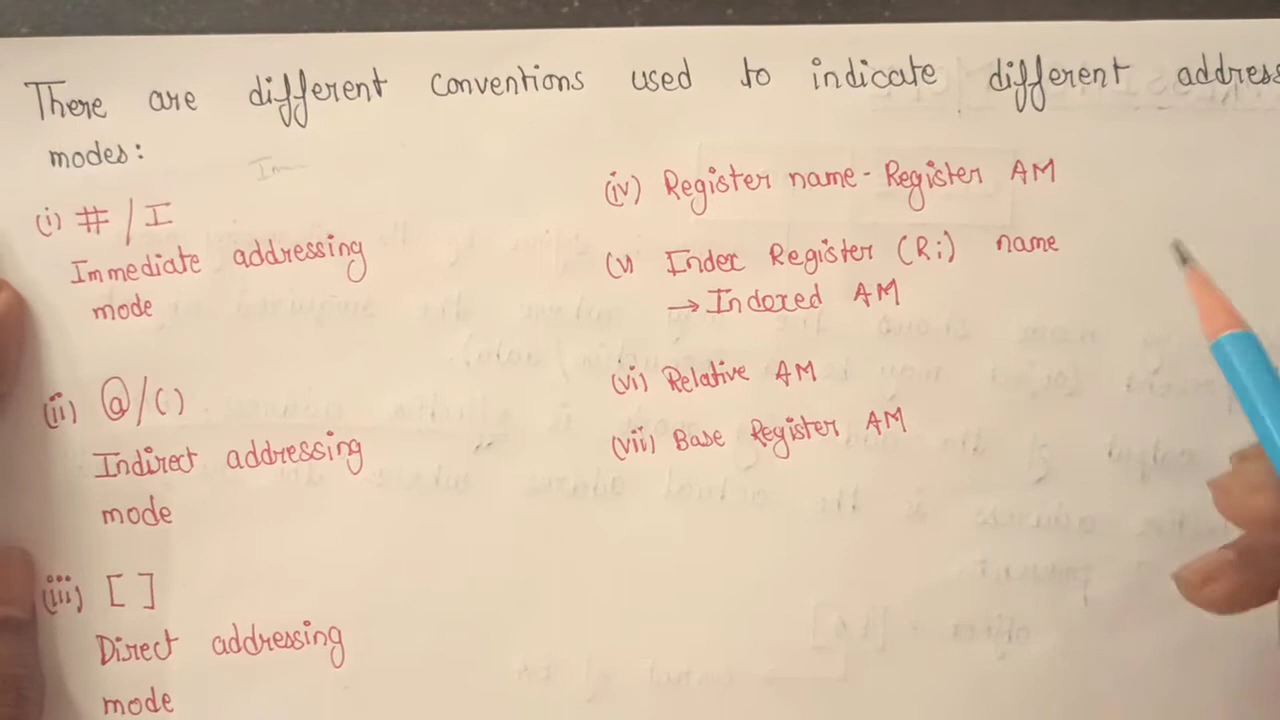 There are different conventions used to indicate different address
modes:
(i) # / I
Immediate addressing
mode
(ii) @/()
Indirect addressing
mode
(iii) [ ]
Direct addressing
mode
(iv) Register name - Register AM
(v) Index Register (Ri) name
→ Indexed AM
(vi) Relative AM
(vii) Base Register AM